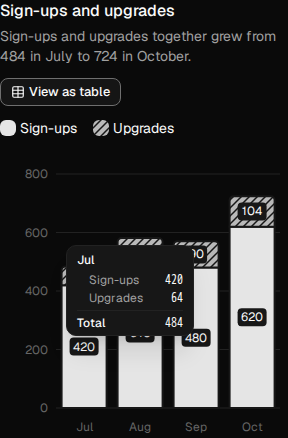 Sign-ups and upgrades
Sign-ups and upgrades together grew from
484 in July to 724 in October.
View as table
Sign-ups
Upgrades
800
600
400
200
0
104
Jul
Sign-ups 420
Upgrades 64
Total 484
620
420
480
Jul
Aug
Sep
Oct